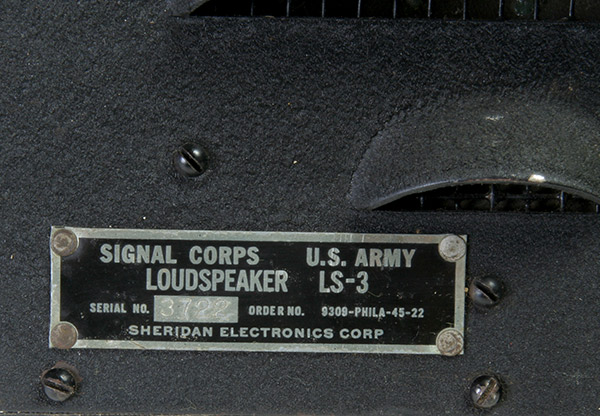 SIGNAL CORPS U.S. ARMY
LOUDSPEAKER LS-3
SERIAL NO. 3722 ORDER NO. 9309-PHILA-45-22
SHERIDAN ELECTRONICS CORP